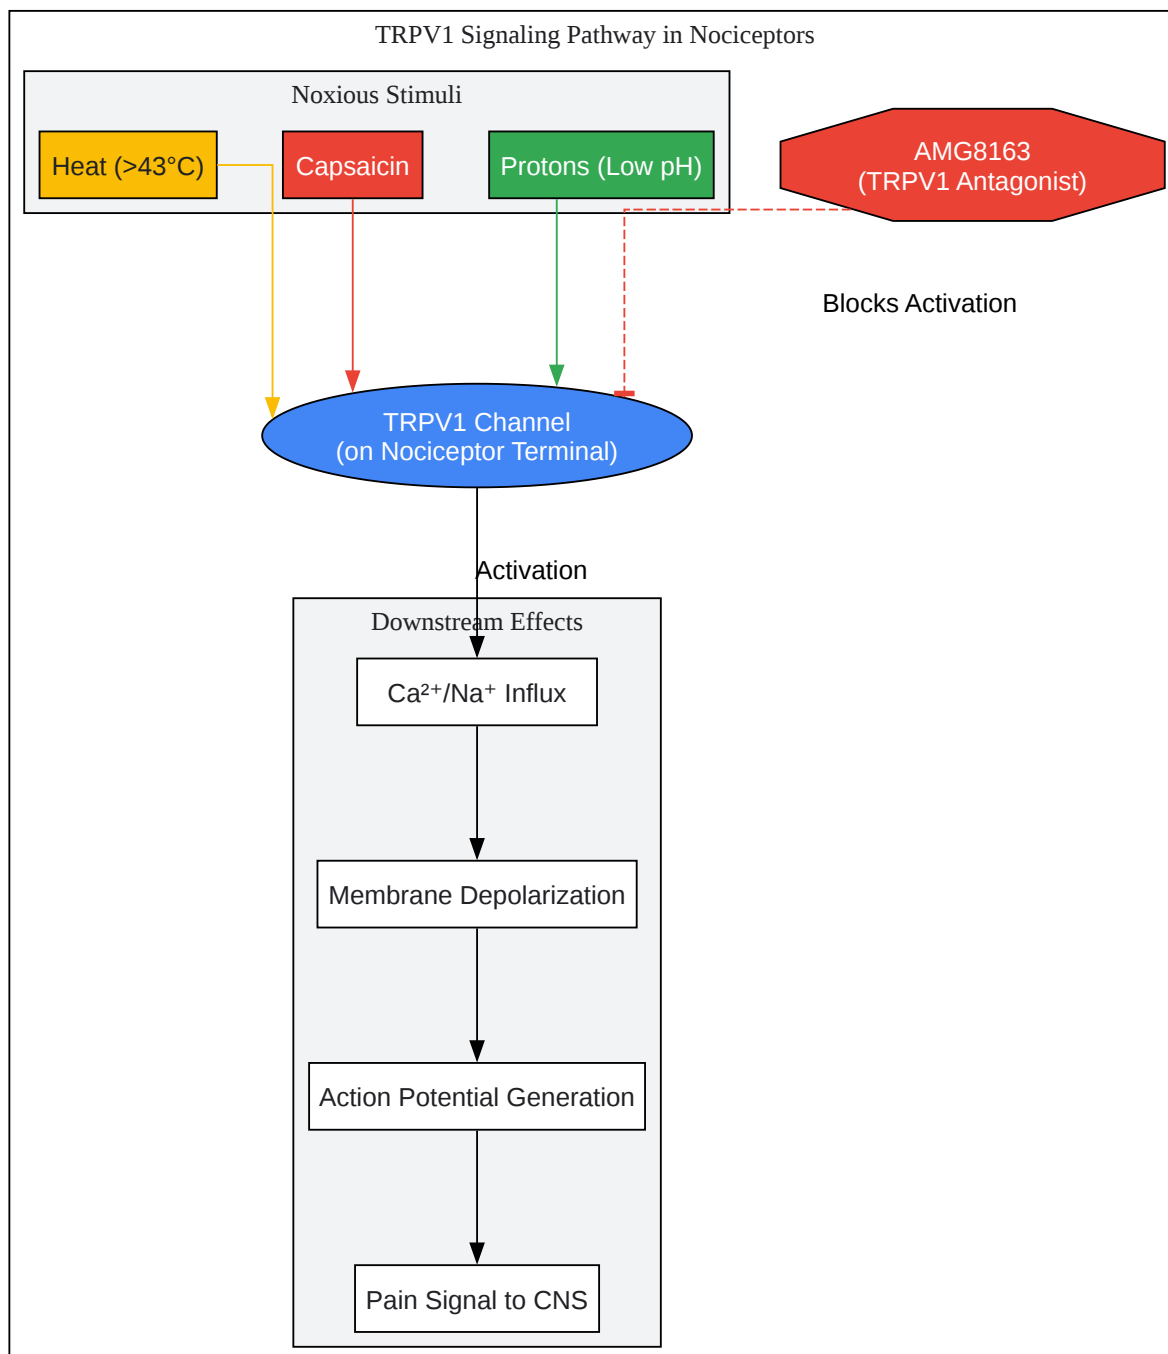 TRPV1 Signaling Pathway in Nociceptors
Noxious Stimuli
Heat (>43°C)
Capsaicin
Protons (Low pH)
AMG8163
(TRPV1 Antagonist)
Blocks Activation
TRPV1 Channel
(on Nociceptor Terminal)
Activation
Downstream Effects
Ca²⁺/Na⁺ Influx
Membrane Depolarization
Action Potential Generation
Pain Signal to CNS